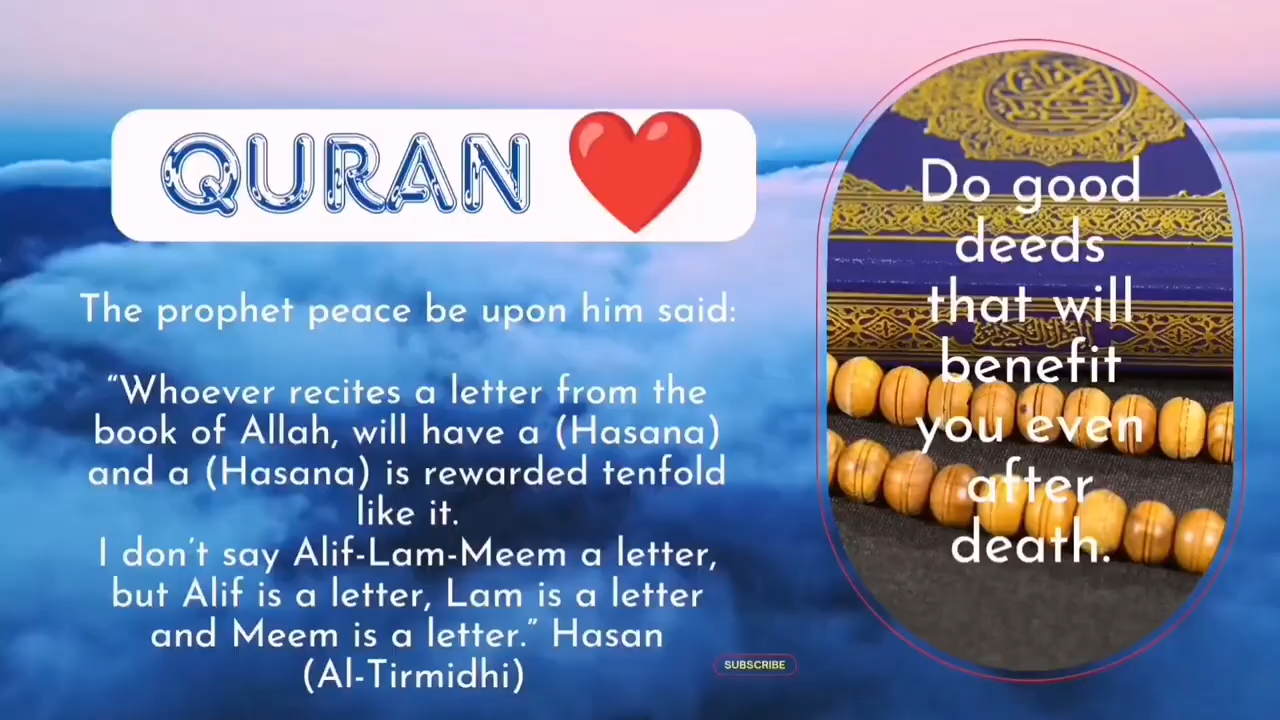 QURAN
The prophet peace be upon him said:
“Whoever recites a letter from the
book of Allah, will have a (Hasana)
and a (Hasana) is rewarded tenfold
like it.
I don't say Alif-Lam-Meem a letter,
but Alif is a letter, Lam is a letter
and Meem is a letter.” Hasan
(Al-Tirmidhi)
SUBSCRIBE
Do good
deeds
that will
benefit
you even
after
death.